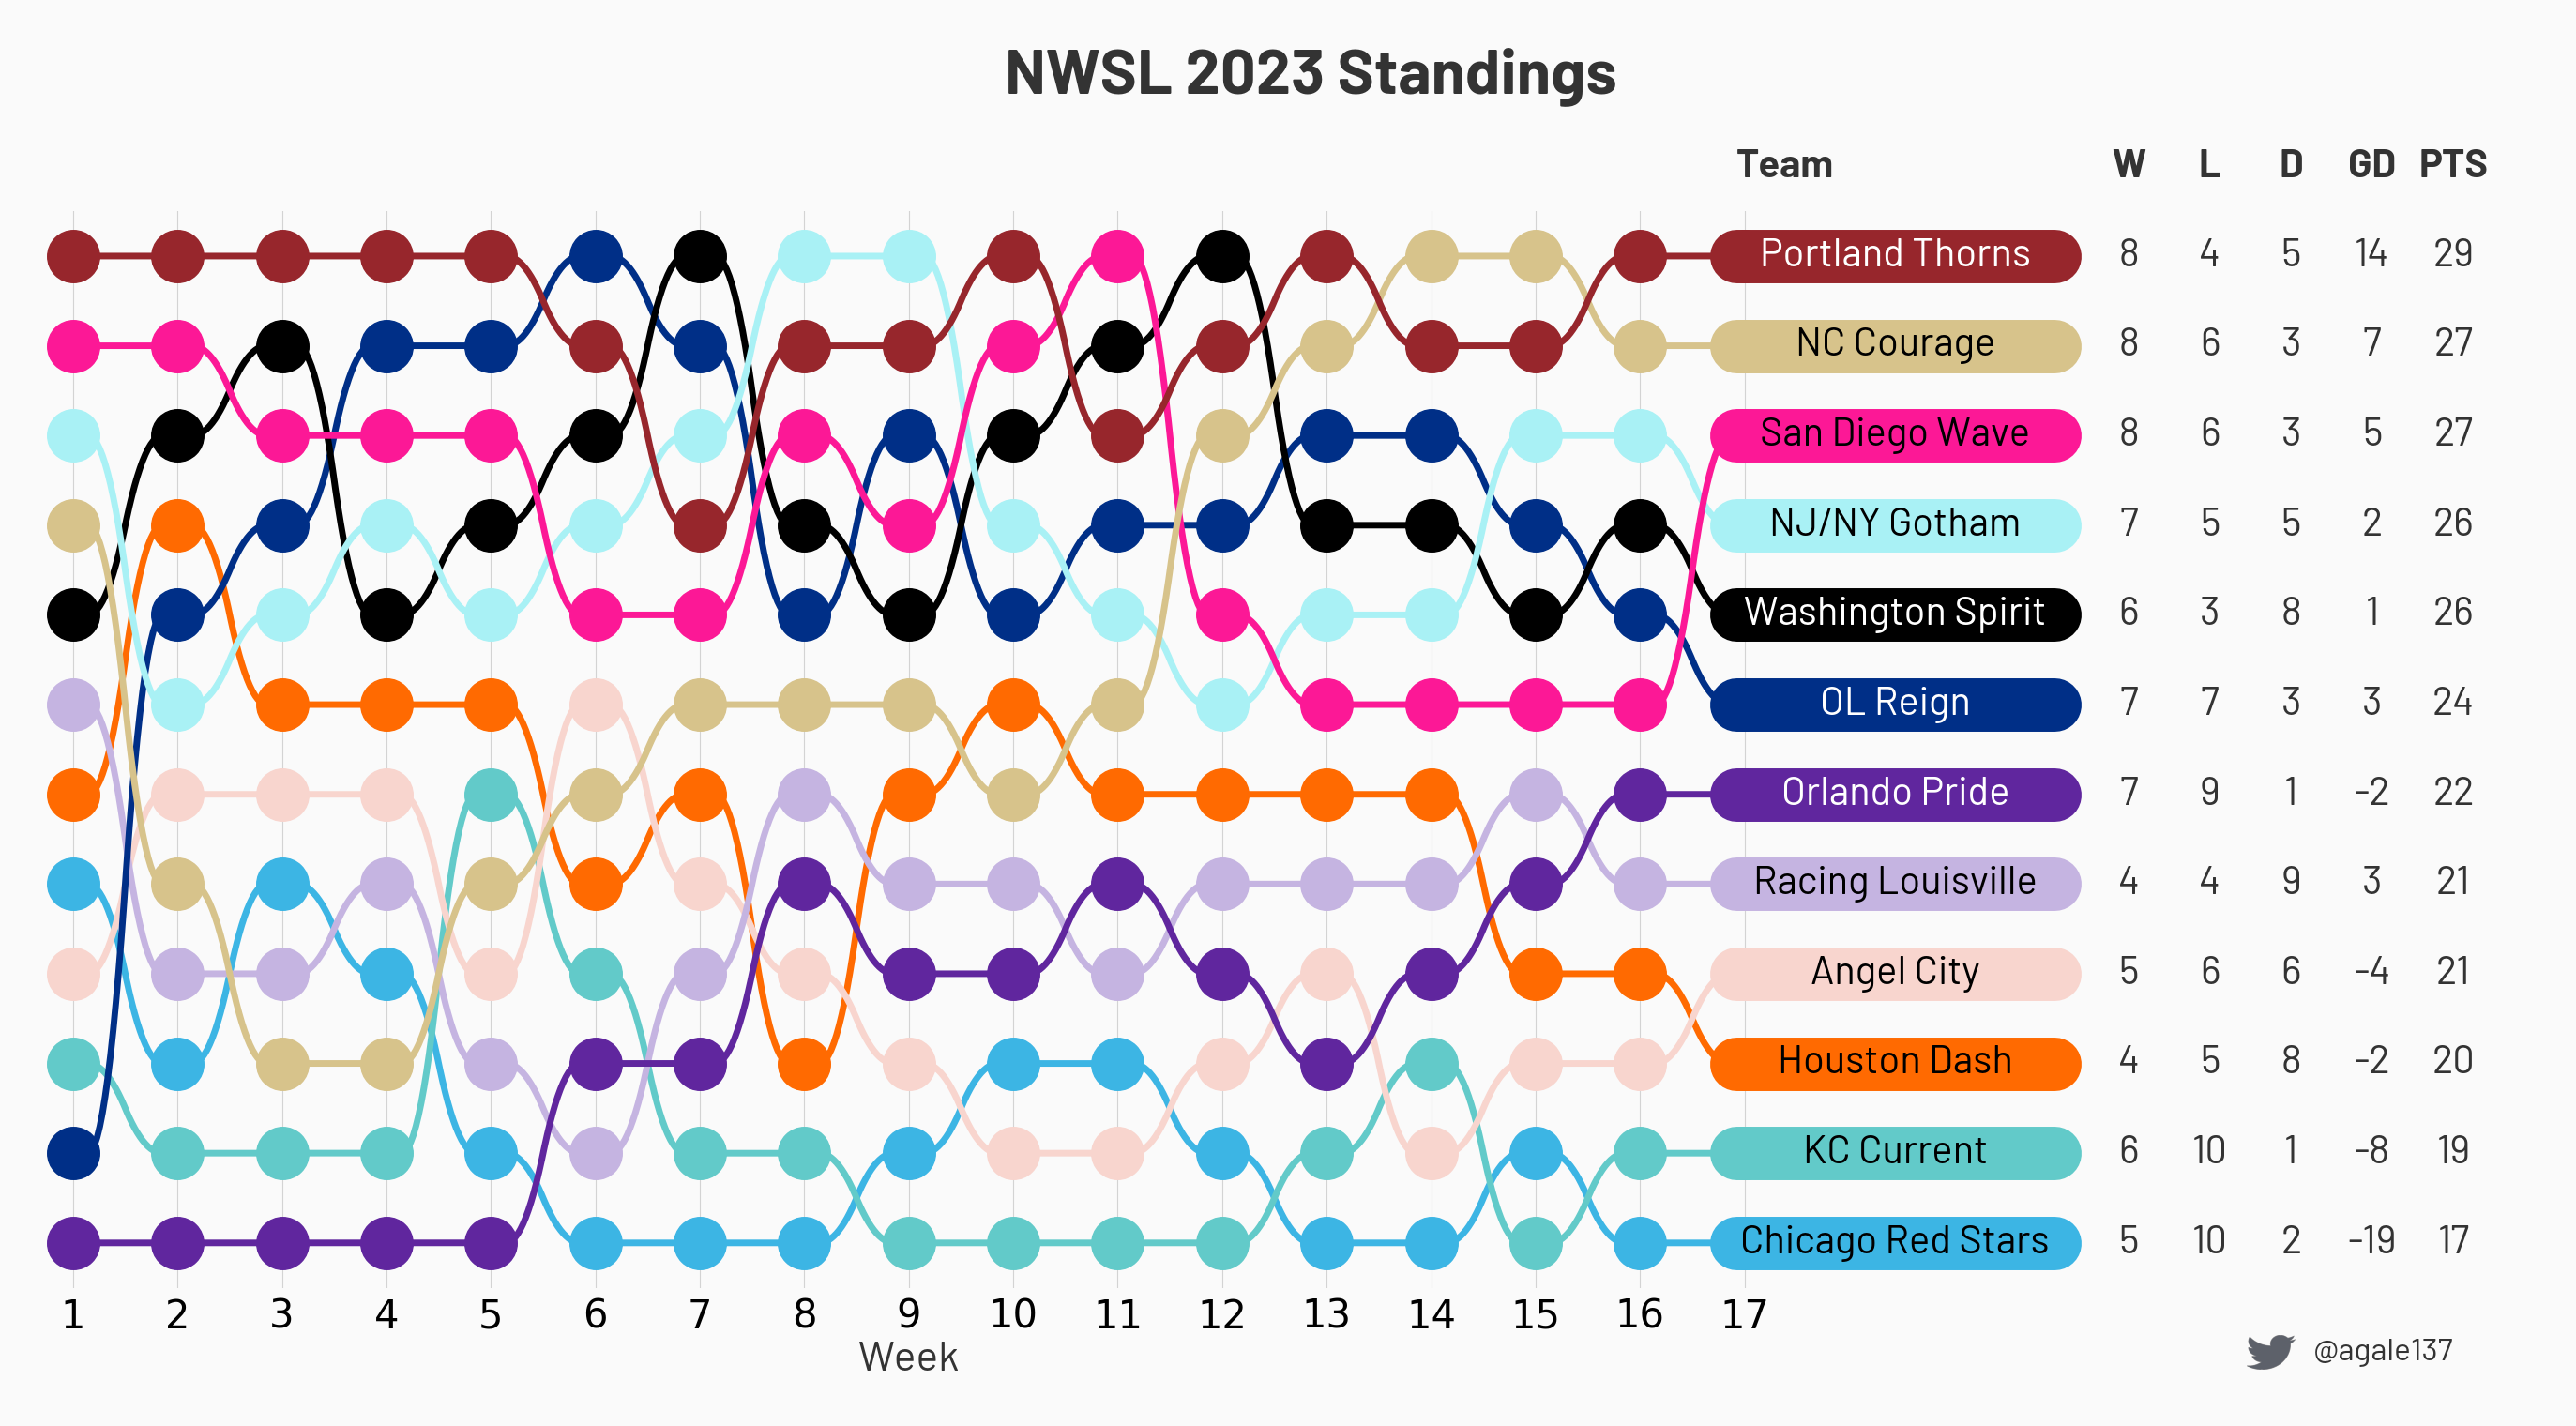 NWSL 2023 Standings
Team W L D GD PTS
Portland Thorns 8 4 5 14 29
NC Courage 8 6 3 7 27
San Diego Wave 8 6 3 5 27
NJ/NY Gotham 7 5 5 2 26
Washington Spirit 6 3 8 1 26
OL Reign 7 7 3 3 24
Orlando Pride 7 9 1 -2 22
Racing Louisville 4 4 9 3 21
Angel City 5 6 6 -4 21
Houston Dash 4 5 8 -2 20
KC Current 6 10 1 -8 19
Chicago Red Stars 5 10 2 -19 17
1 2 3 4 5 6 7 8 9 10 11 12 13 14 15 16 17
Week
@agale137